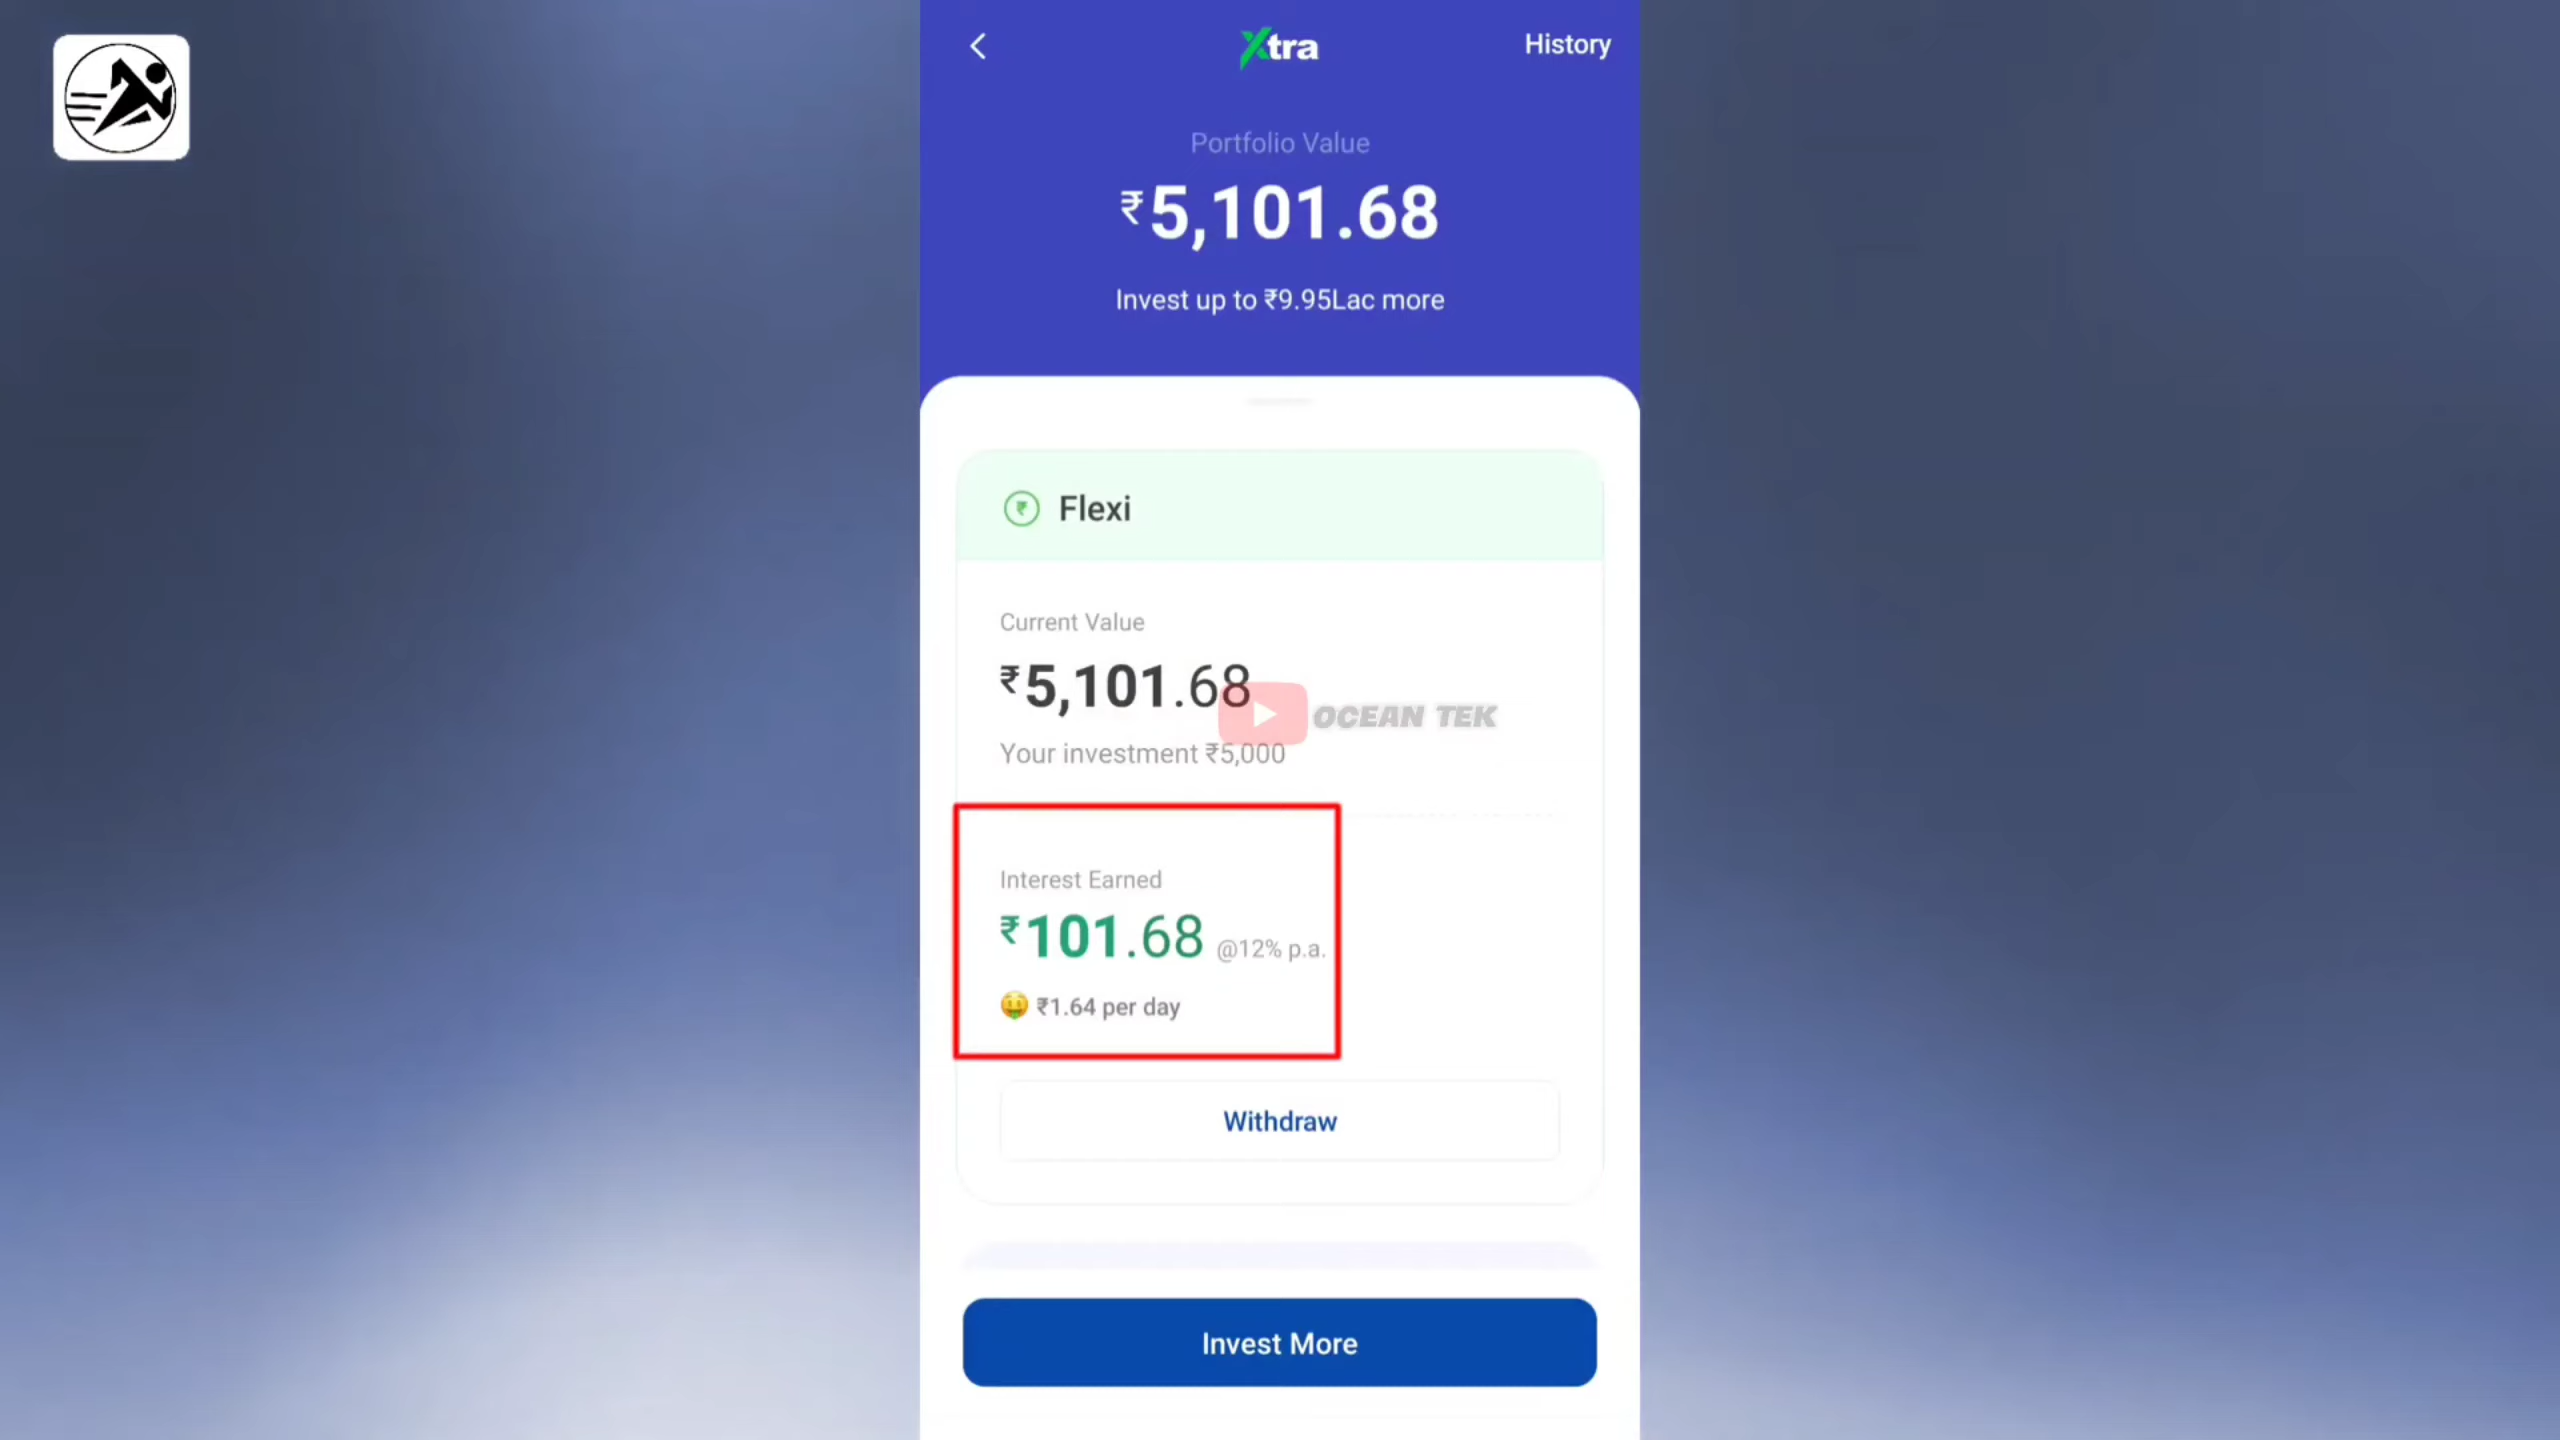 Xtra
History
Portfolio Value
₹5,101.68
Invest up to ₹9.95Lac more
Flexi
Current Value
₹5,101.68
OCEAN TEK
Your investment ₹5,000
Interest Earned
₹101.68 @12% p.a.
₹1.64 per day
Withdraw
Invest More